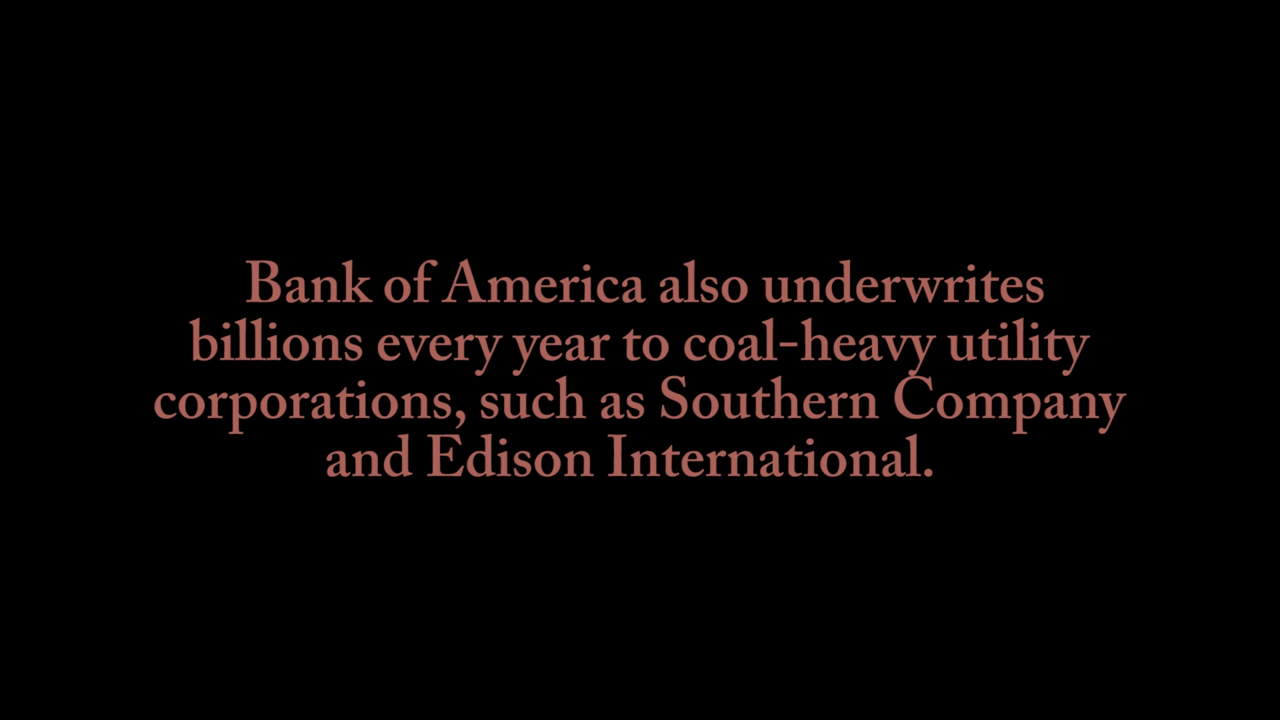 Bank of America also underwrites
billions every year to coal-heavy utility
corporations, such as Southern Company
and Edison International.